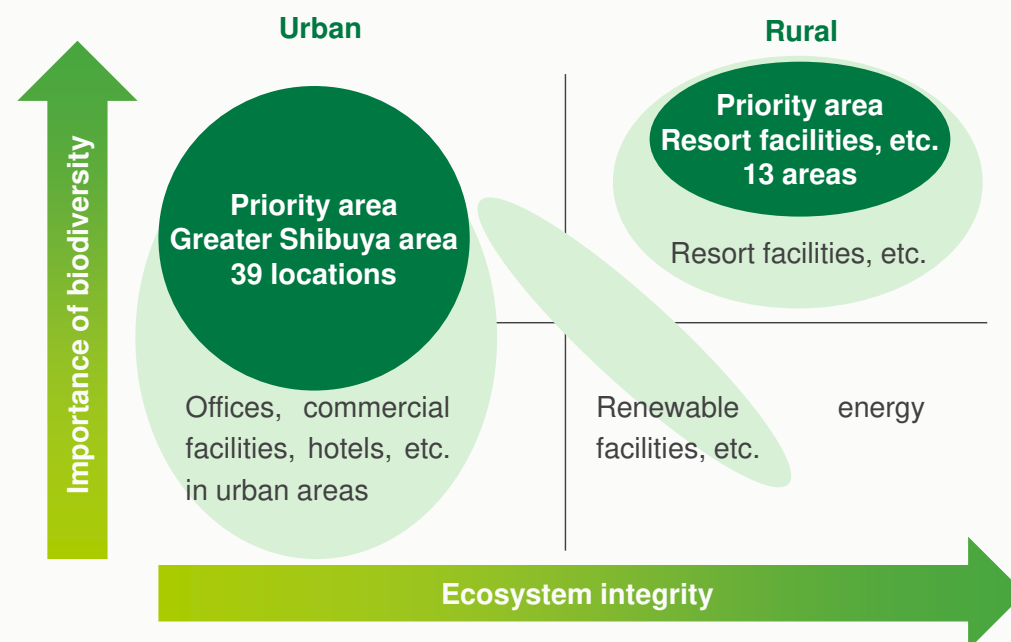 Urban
Rural
Importance of biodiversity
Priority area
Greater Shibuya area
39 locations
Priority area
Resort facilities, etc.
13 areas
Resort facilities, etc.
Offices, commercial
facilities, hotels, etc.
in urban areas
Renewable energy
facilities, etc.
Ecosystem integrity